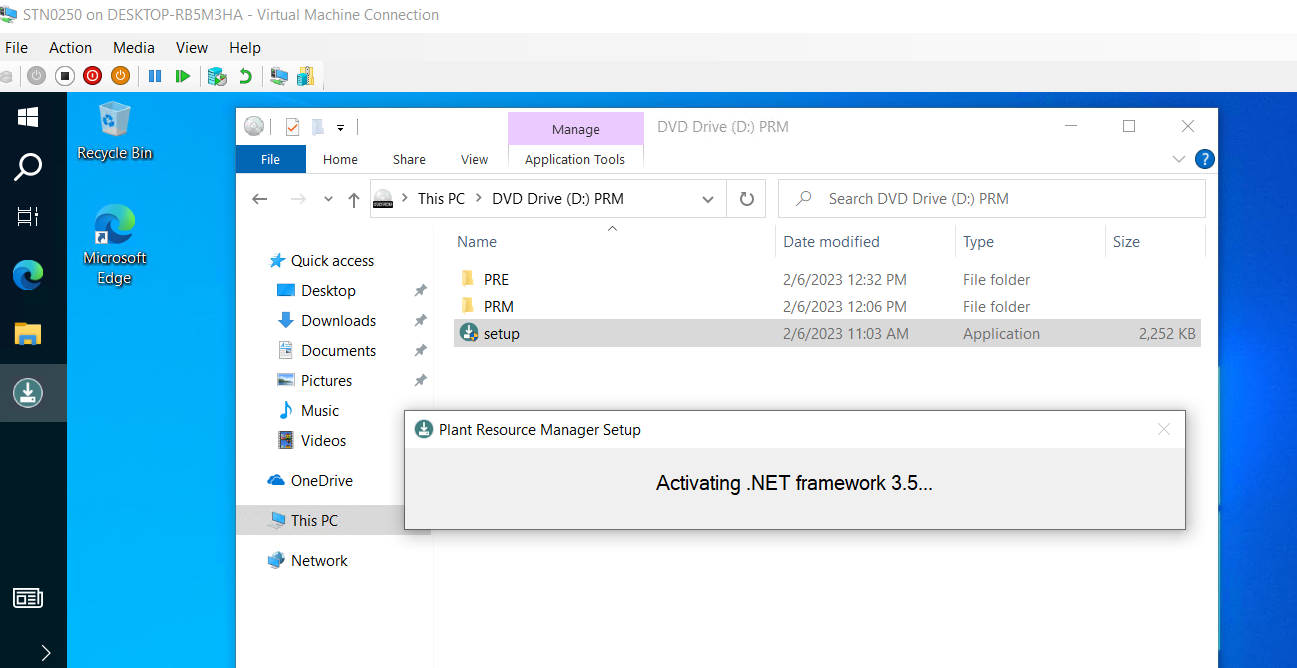 STN0250 on DESKTOP-RB5M3HA - Virtual Machine Connection
File Action Media View Help
Recycle Bin
Microsoft
Edge
Manage DVD Drive (D:) PRM
File Home Share View Application Tools
This PC DVD Drive (D:) PRM Search DVD Drive (D:) PRM
Name Date modified Type Size
Quick access
Desktop
Downloads
Documents
Pictures
Music
Videos
OneDrive
This PC
Network
PRE 2/6/2023 12:32 PM File folder
PRM 2/6/2023 12:06 PM File folder
setup 2/6/2023 11:03 AM Application 2,252 KB
Plant Resource Manager Setup
Activating .NET framework 3.5...